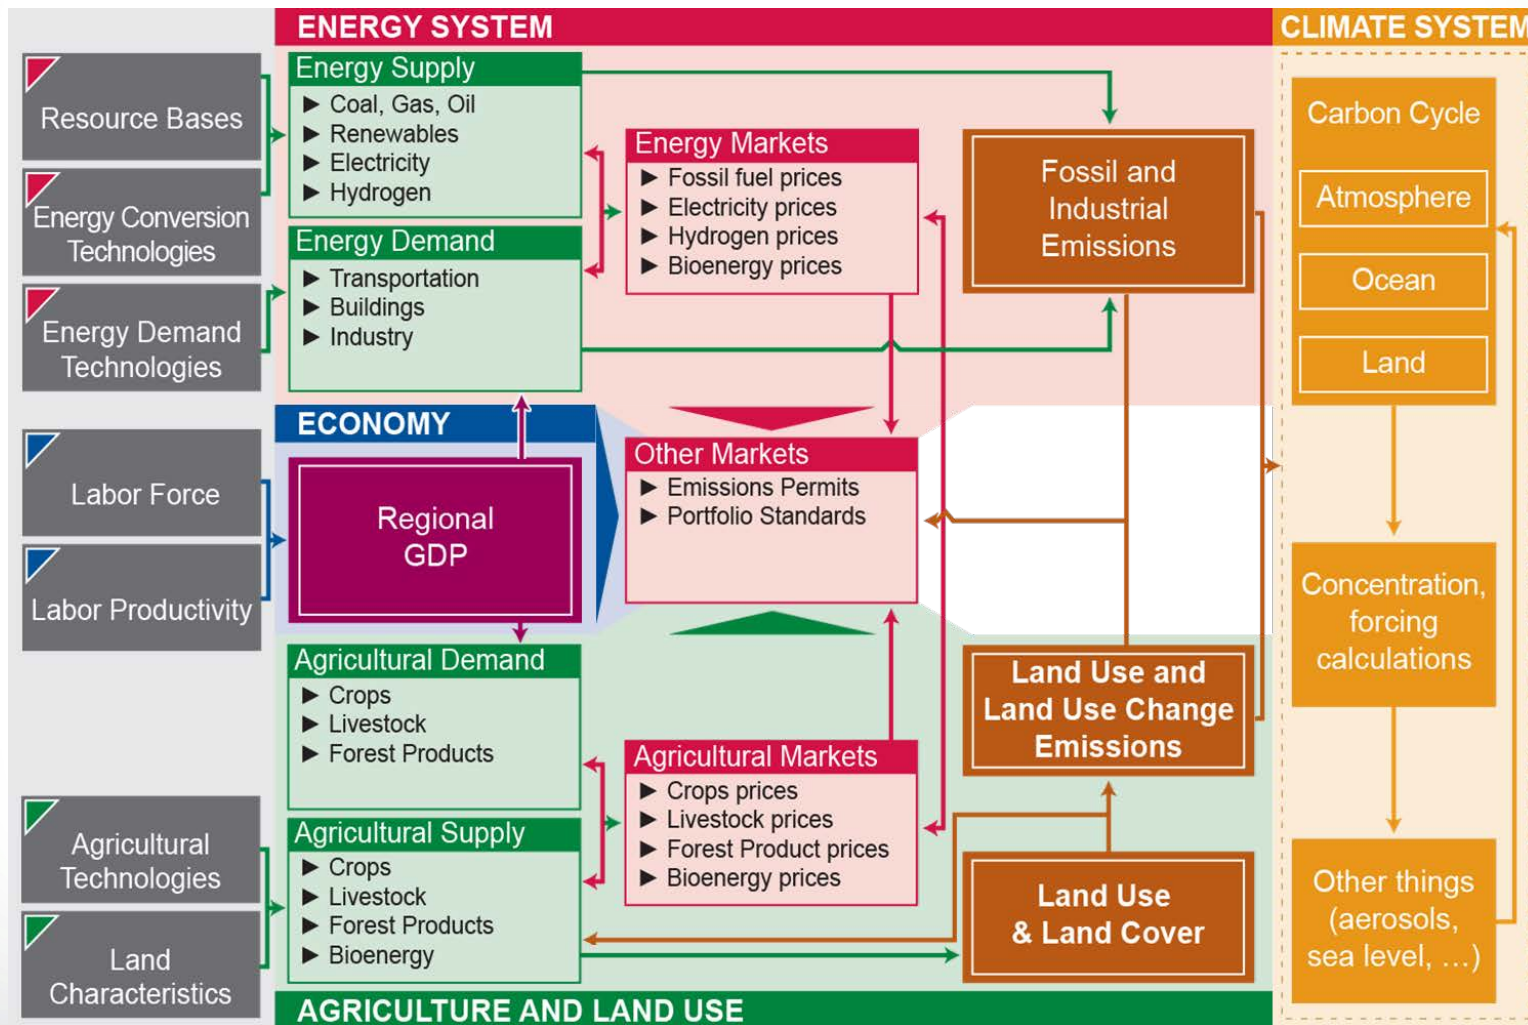 ENERGY SYSTEM
CLIMATE SYSTEM
Resource Bases
Energy Conversion
Technologies
Energy Demand
Technologies
Energy Supply
► Coal, Gas, Oil
► Renewables
► Electricity
► Hydrogen
Energy Demand
► Transportation
► Buildings
► Industry
Energy Markets
► Fossil fuel prices
► Electricity prices
► Hydrogen prices
► Bioenergy prices
Fossil and
Industrial
Emissions
Carbon Cycle
Atmosphere
Ocean
Land
ECONOMY
Labor Force
Labor Productivity
Regional
GDP
Other Markets
► Emissions Permits
► Portfolio Standards
Concentration,
forcing
calculations
Agricultural Demand
► Crops
► Livestock
► Forest Products
Agricultural
Technologies
Land
Characteristics
Agricultural Supply
► Crops
► Livestock
► Forest Products
► Bioenergy
Agricultural Markets
► Crops prices
► Livestock prices
► Forest Product prices
► Bioenergy prices
Land Use and
Land Use Change
Emissions
Land Use
& Land Cover
Other things
(aerosols,
sea level, …)
AGRICULTURE AND LAND USE